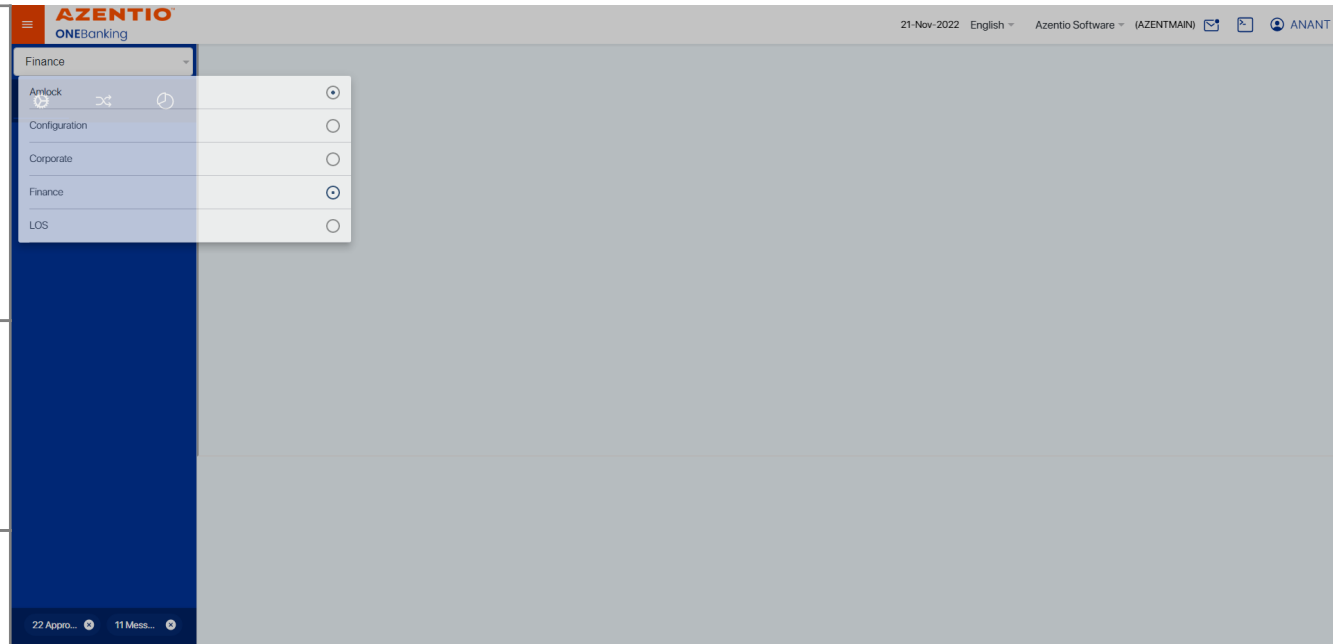 AZENTIO™
ONEBanking
21-Nov-2022 English Azentio Software (AZENTMAIN) ANANT
Finance
Amlock
Configuration
Corporate
Finance
LOS
22 Appro... 11 Mess...